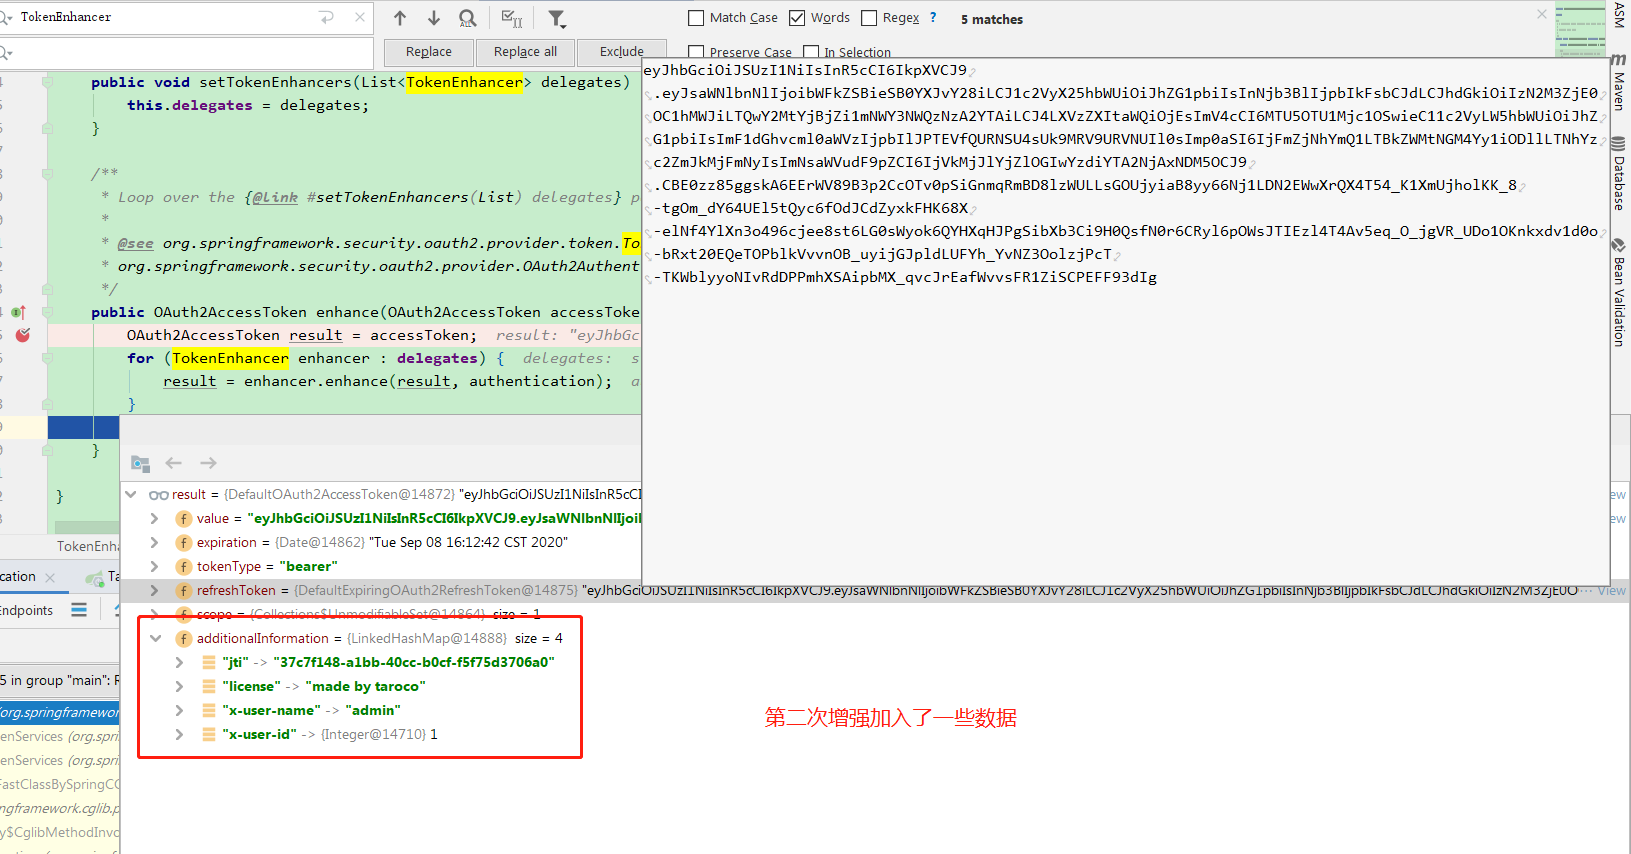 TokenEnhancer
Match Case
Words
Regex
?
5 matches
Replace
Replace all
Exclude
Preserve Case
In Selection
public void setTokenEnhancers(List<TokenEnhancer> delegates)
this.delegates = delegates;
}
/**
* Loop over the {@link #setTokenEnhancers(List) delegates} p
*
* @see org.springframework.security.oauth2.provider.token.To
* org.springframework.security.oauth2.provider.OAuth2Authent
*/
public OAuth2AccessToken enhance(OAuth2AccessToken accessToke
OAuth2AccessToken result = accessToken; result: "eyJhbGc
for (TokenEnhancer enhancer : delegates) { delegates: s
result = enhancer.enhance(result, authentication); a
}
}
}
eyJhbGciOiJSUzI1NiIsInR5cCI6IkpXVCJ9
.eyJsaWNlbnNlIjoibWFkZSBieSB0YXJvY28iLCJ1c2VyX25hbWUiOiJhZG1pbiIsInNjb3BlIjpbIkFsbCJdLCJhdGkiOiIzN2M3ZjE0
OC1hMWJiLTQwY2MtYjBjZi1mNWY3NWQzNzA2YTAiLCJ4LXVzZXItaWQiOjEsImV4cCI6MTU5OTU1Mjc1OSwieC11c2VyLW5hbWUiOiJhZ
G1pbiIsImF1dGhvcml0aWVzIjpbIlJPTEVfQURNSU4sUk9MRV9URVNUIl0sImp0aSI6IjFmZjNhYmQ1LTBkZWMtNGM4Yy1iODllLTNhYz
c2ZmJkMjFmNyIsImNsaWVudF9pZCI6IjVkMjJlYjZlOGIwYzdiYTA2NjAxNDM5OCJ9
.CBE0zz85ggskA6EErWV89B3p2CcOTv0pSiGnmqRmBD8lzWULLsGOUjyiaB8yy66Nj1LDN2EWwXrQX4T54_K1XmUjholKK_8
-tgOm_dY64UEl5tQyc6fOdJCdZyxkFHK68X
-elNf4YlXn3o496cjee8st6LG0sWyok6QYHXqHJPgSibXb3Ci9H0QsfN0r6CRyl6pOWsJTIEzl4T4Av5eq_O_jgVR_UDo1OKnkxdv1d0o
-bRxt20EQeTOPblkVvvnOB_uyijGJpldLUFYh_YvNZ3OolzjPcT
-TKWblyyoNIvRdDPPmhXSAipbMX_qvcJrEafWvvsFR1ZiSCPEFF93dIg
ASM
Maven
Database
Bean Validation
TokenEnha
cation
Ta
Endpoints
5 in group "main": R
(org.springframewor
enServices (org.spri
enServices (org.spri
FastClassBySpringCG
ngframework.cglib.p
y$CglibMethodInvo
result = {DefaultOAuth2AccessToken@14872} "eyJhbGciOiJSUzI1NiIsInR5cCI
value = "eyJhbGciOiJSUzI1NiIsInR5cCI6IkpXVCJ9.eyJsaWNlbnNlIjoil
expiration = {Date@14862} "Tue Sep 08 16:12:42 CST 2020"
tokenType = "bearer"
refreshToken = {DefaultExpiringOAuth2RefreshToken@14875} "eyJhbGciOiJSUzI1NiIsInR5cCI6IkpXVCJ9.eyJsaWNlbnNlIjoibWFkZSBieSB0YXJvY28iLCJ1c2VyX25hbWUiOiJhZG1pbiIsInNjb3BlIjpbIkFsbCJdLCJhdGkiOiIzN2M3ZjE0O ··· View
scope = {Collections$UnmodifiableSet@14864} size = 1
additionalInformation = {LinkedHashMap@14888} size = 4
"jti" -> "37c7f148-a1bb-40cc-b0cf-f5f75d3706a0"
"license" -> "made by taroco"
"x-user-name" -> "admin"
"x-user-id" -> {Integer@14710} 1
第二次增强加入了一些数据